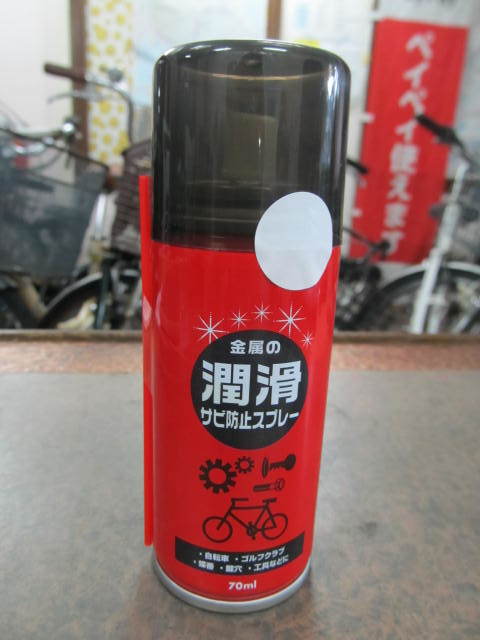 ペイペイ使えます
金属の
潤滑
サビ防止スプレー
・自転車 ・ゴルフクラブ
・蝶番 ・鍵穴 ・工具などに
70ml